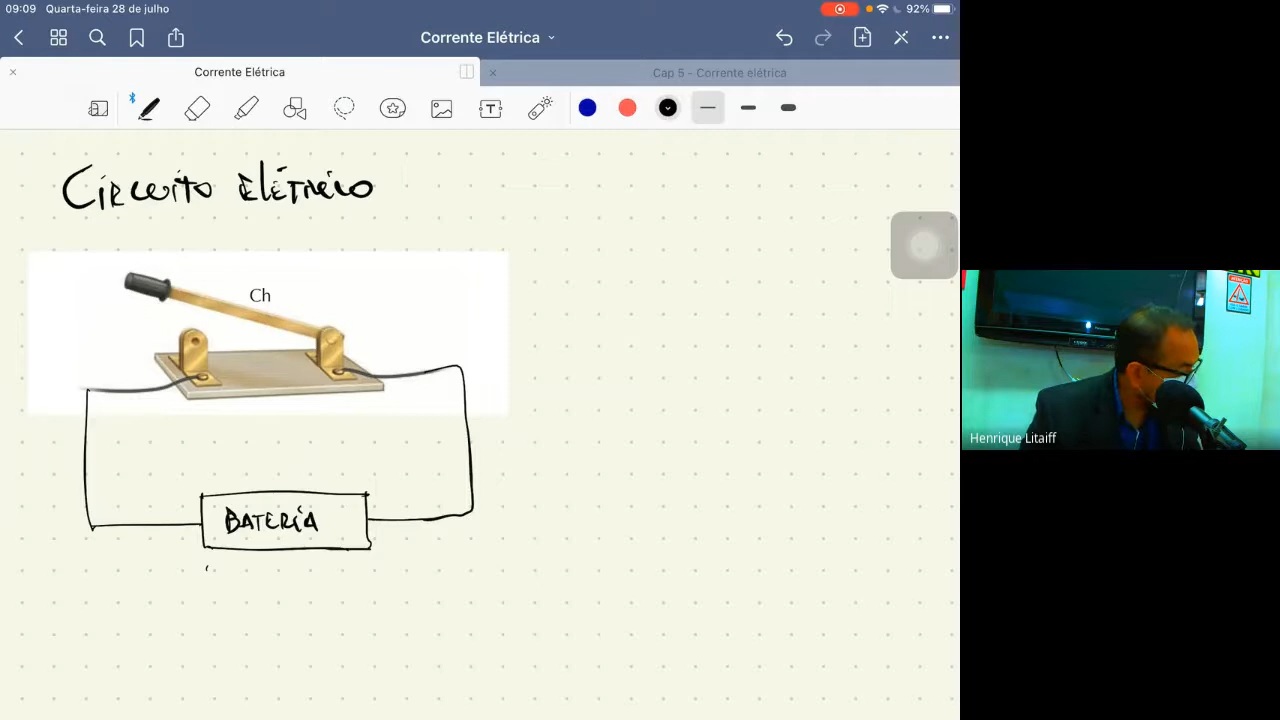 09:09 Quarta-feira 28 de julho
92%
Corrente Elétrica
Corrente Elétrica
Cap 5 - Corrente elétrica
Circuito Elétrico
Ch
BATERIA
Henrique Litaiff